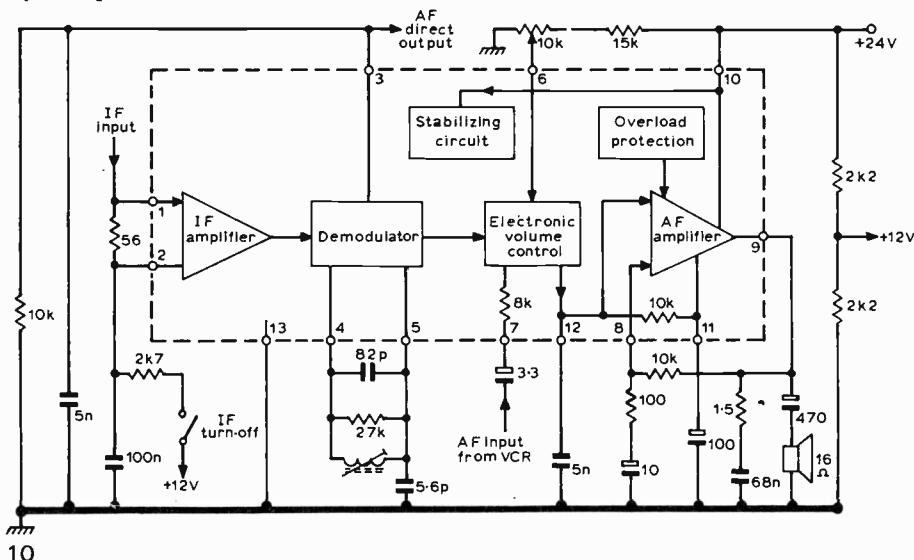 AF
direct
output
10k
15k
+24V
3
6
10
IF
input
Stabilizing
circuit
Overload
protection
2k2
1
IF
amplifier
56
Demodulator
Electronic
volume
control
AF
amplifier
+12V
9
2
8k
10k
10k
13
4
5
7
12
8
11
2k2
2k7
82p
3.3
10k
5n
100
1.5
470
27k
IF
turn-off
AF input
from VCR
100
16
Ω
100n
+12V
5.6p
5n
10
68n
10